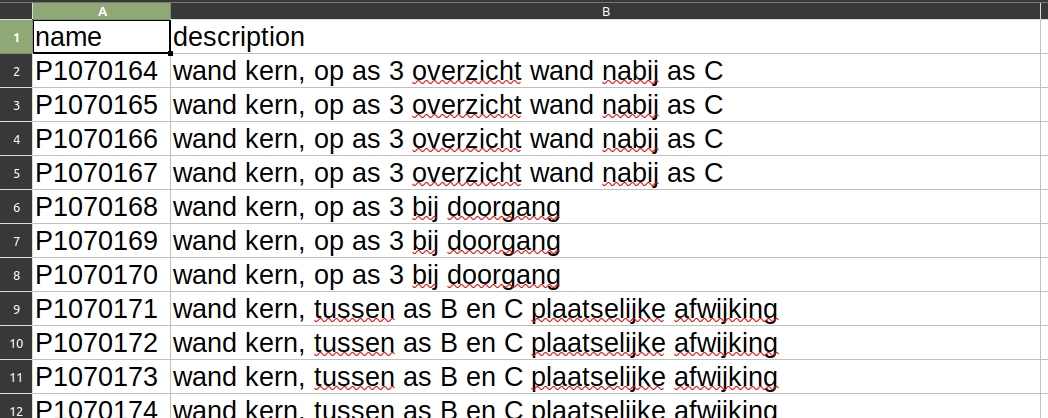 A B
1 name description
2 P1070164 wand kern, op as 3 overzicht wand nabij as C
3 P1070165 wand kern, op as 3 overzicht wand nabij as C
4 P1070166 wand kern, op as 3 overzicht wand nabij as C
5 P1070167 wand kern, op as 3 overzicht wand nabij as C
6 P1070168 wand kern, op as 3 bij doorgang
7 P1070169 wand kern, op as 3 bij doorgang
8 P1070170 wand kern, op as 3 bij doorgang
9 P1070171 wand kern, tussen as B en C plaatselijke afwijking
10 P1070172 wand kern, tussen as B en C plaatselijke afwijking
11 P1070173 wand kern, tussen as B en C plaatselijke afwijking
12 P1070174 wand kern, tussen as B en C plaatselijke afwijking